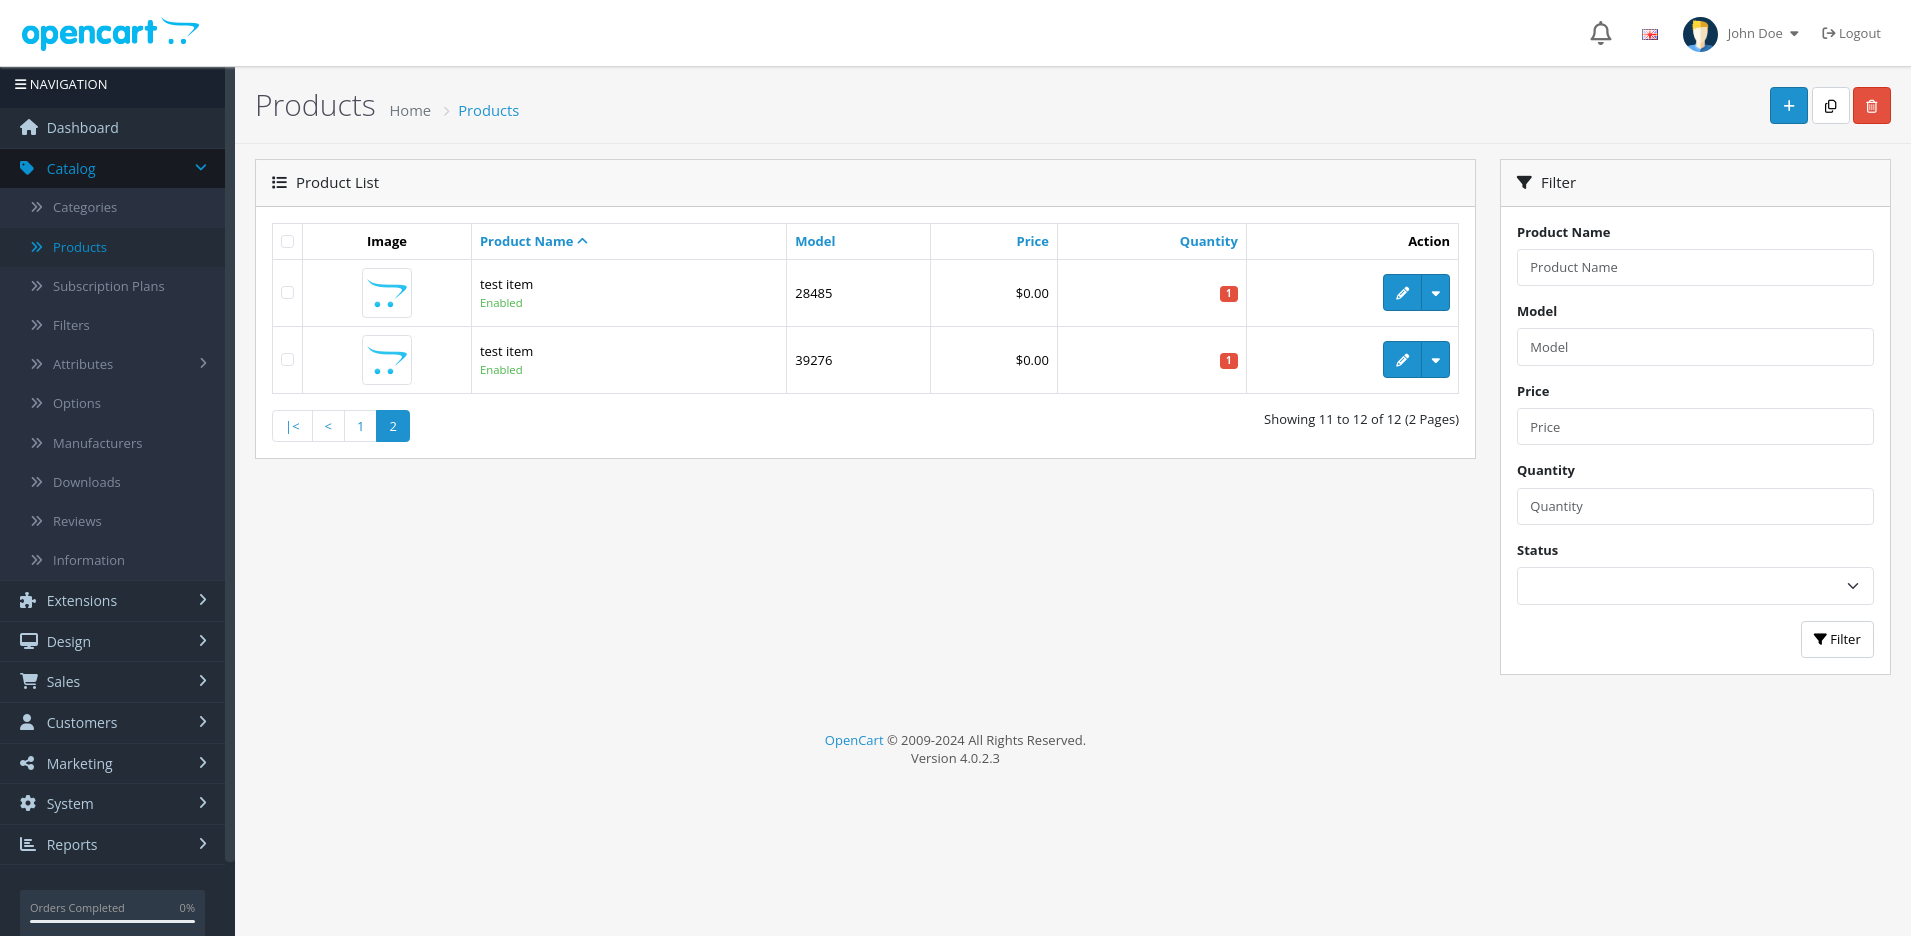 opencart
John Doe
Logout
NAVIGATION
Dashboard
Catalog
Categories
Products
Subscription Plans
Filters
Attributes
Options
Manufacturers
Downloads
Reviews
Information
Extensions
Design
Sales
Customers
Marketing
System
Reports
Orders Completed 0%
Products Home > Products
Product List
Image Product Name Model Price Quantity Action
test item
Enabled
28485 $0.00 1
test item
Enabled
39276 $0.00 1
|< < 1 2
Showing 11 to 12 of 12 (2 Pages)
Filter
Product Name
Product Name
Model
Model
Price
Price
Quantity
Quantity
Status
Filter
OpenCart © 2009-2024 All Rights Reserved.
Version 4.0.2.3